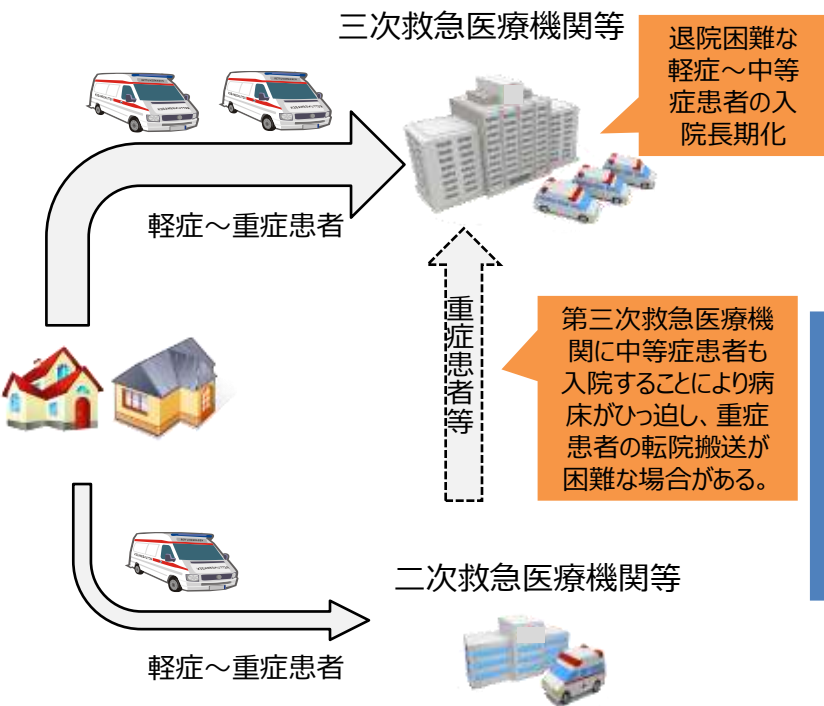 三次救急医療機関等
退院困難な
軽症～中等
症患者の入
院長期化
軽症～重症患者
重症患者等
第三次救急医療機
関に中等症患者も
入院することにより病
床がひっ迫し、重症
患者の転院搬送が
困難な場合がある。
二次救急医療機関等
軽症～重症患者